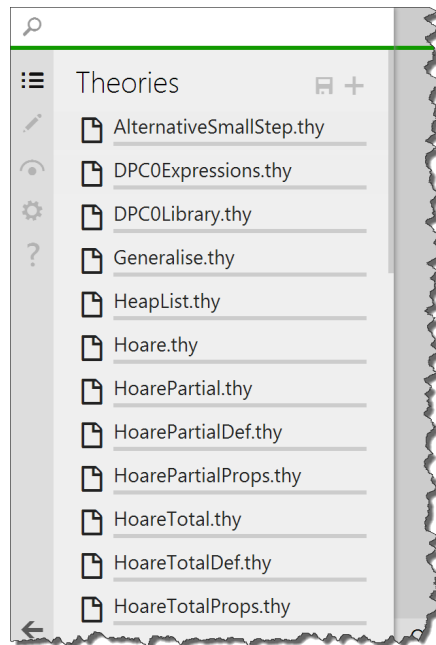 Theories
AlternativeSmallStep.thy
DPC0Expressions.thy
DPC0Library.thy
Generalise.thy
HeapList.thy
Hoare.thy
HoarePartial.thy
HoarePartialDef.thy
HoarePartialProps.thy
HoareTotal.thy
HoareTotalDef.thy
HoareTotalProps.thy